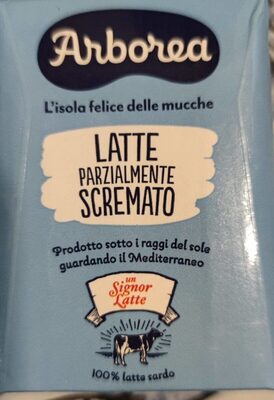 Arborea
L'isola felice delle mucche
LATTE
PARZIALMENTE
SCREMATO
Prodotto sotto i raggi del sole
guardando il Mediterraneo
un
Signor
Latte
100% latte sardo